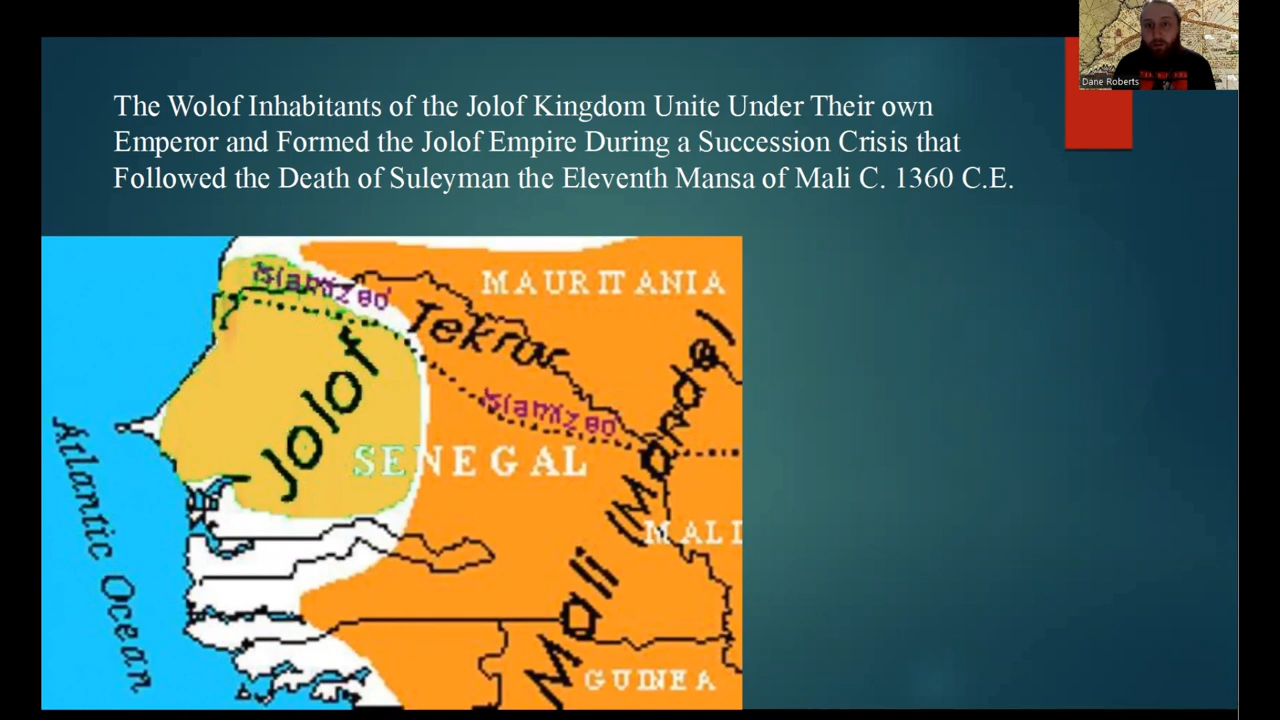 The Wolof Inhabitants of the Jolof Kingdom Unite Under Their own
Emperor and Formed the Jolof Empire During a Succession Crisis that
Followed the Death of Suleyman the Eleventh Mansa of Mali C. 1360 C.E.
Dane Roberts
islamized
MAURITANIA
Tekrur
Jolof
islamized
SENEGAL
Mali (Mande)
MALI
Atlantic Ocean
GUINEA